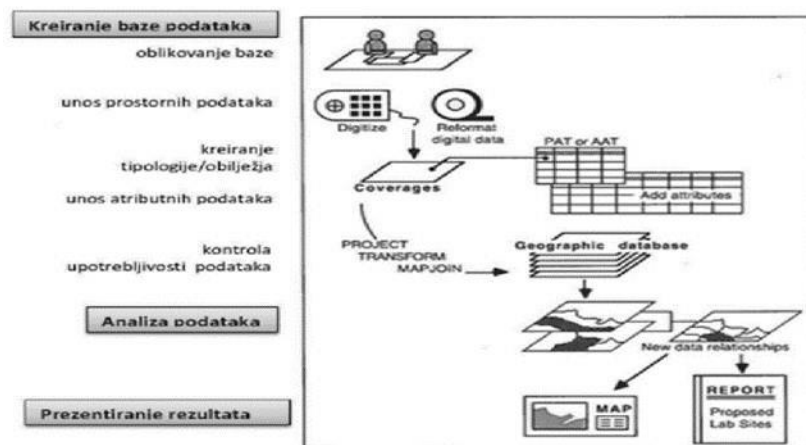 Kreiranje baze podataka
oblikovanje baze
unos prostornih podataka
kreiranje
tipologije/obilježja
unos atributnih podataka
kontrola
upotrebljivosti podataka
Analiza podataka
Prezentiranje rezultata
Digitize
Reformat
digital data
PAT or AAT
Coverages
Add attributes
PROJECT
TRANSFORM
MAPJOIN
Geographic database
New data relationships
MAP
REPORT
Proposed
Lab Sites